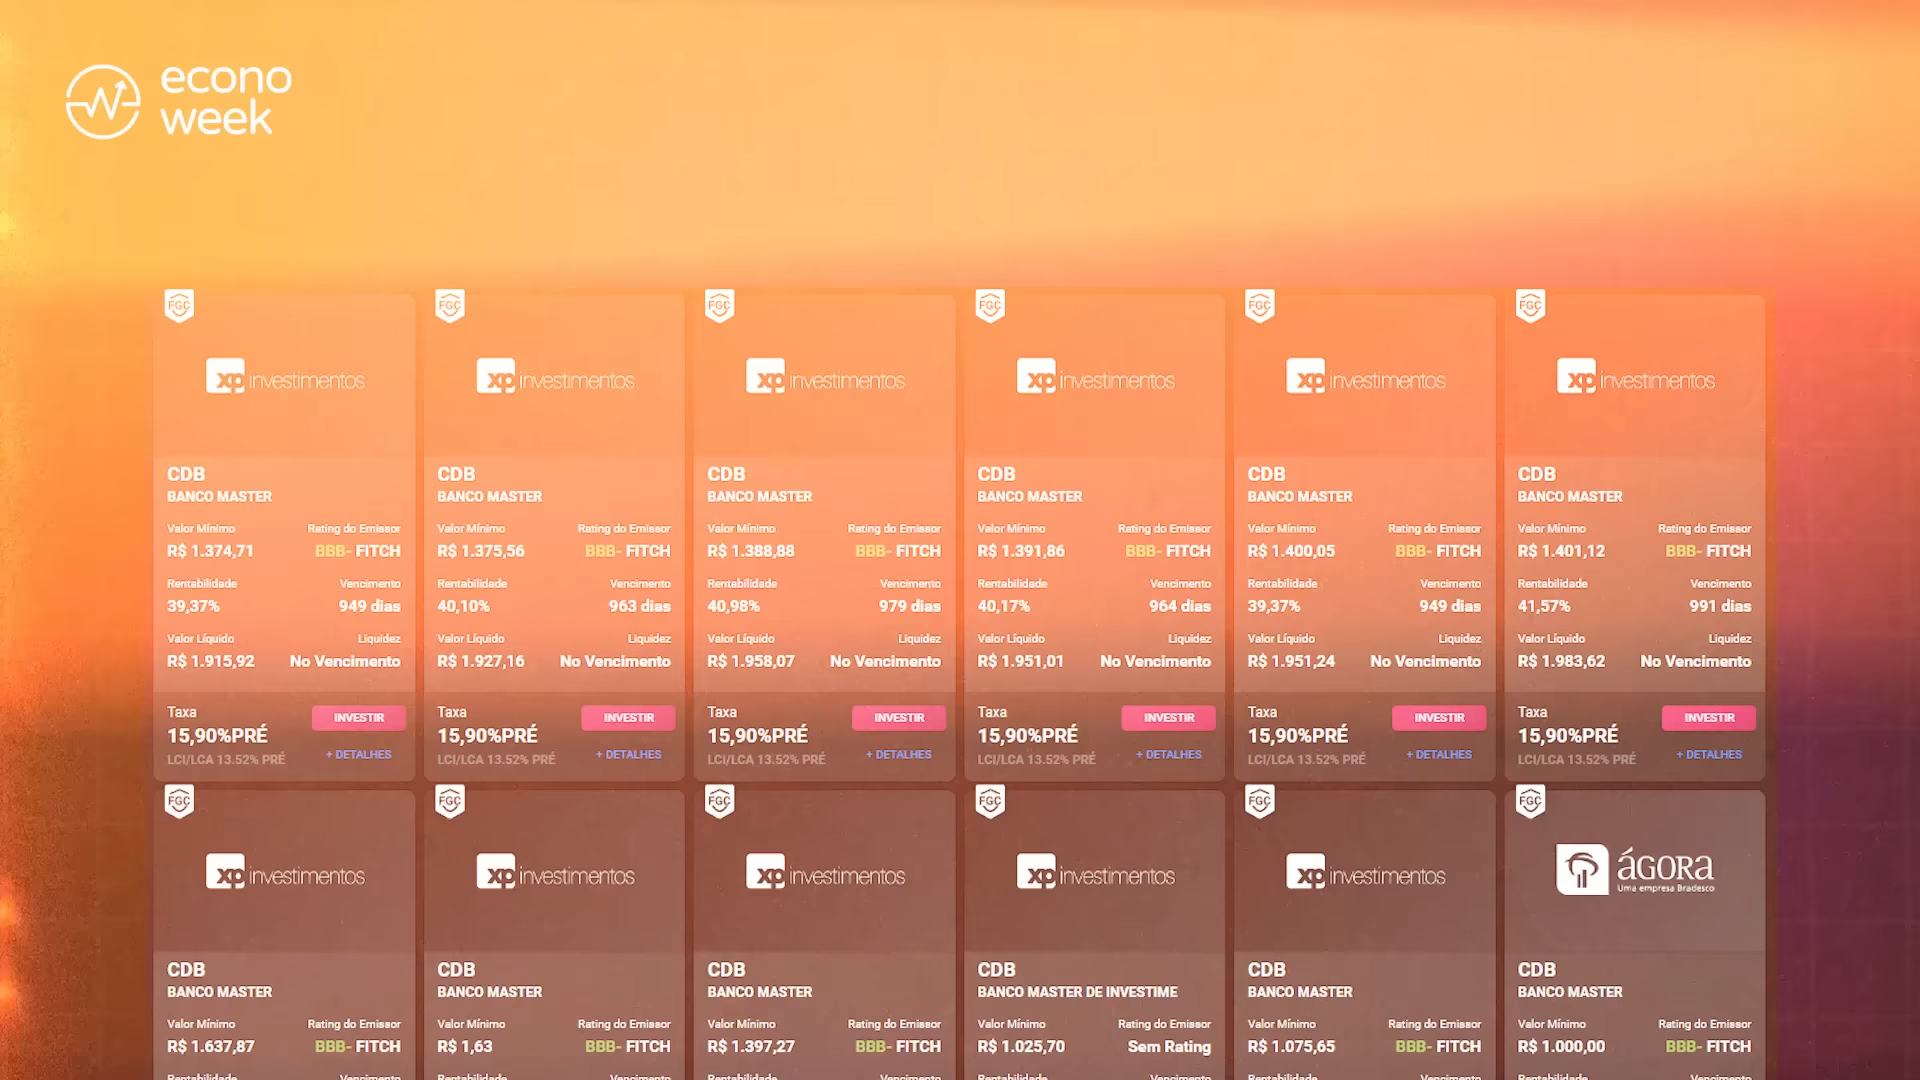 econo
week
FGC FGC FGC FGC FGC FGC
xp investimentos xp investimentos xp investimentos xp investimentos xp investimentos xp investimentos
CDB CDB CDB CDB CDB CDB
BANCO MASTER BANCO MASTER BANCO MASTER BANCO MASTER BANCO MASTER BANCO MASTER
Valor Mínimo Rating do Emissor Valor Mínimo Rating do Emissor Valor Mínimo Rating do Emissor Valor Mínimo Rating do Emissor Valor Mínimo Rating do Emissor Valor Mínimo Rating do Emissor
R$ 1.374,71 BBB- FITCH R$ 1.375,56 BBB- FITCH R$ 1.388,88 BBB- FITCH R$ 1.391,86 BBB- FITCH R$ 1.400,05 BBB- FITCH R$ 1.401,12 BBB- FITCH
Rentabilidade Vencimento Rentabilidade Vencimento Rentabilidade Vencimento Rentabilidade Vencimento Rentabilidade Vencimento Rentabilidade Vencimento
39,37% 949 dias 40,10% 963 dias 40,98% 979 dias 40,17% 964 dias 39,37% 949 dias 41,57% 991 dias
Valor Líquido Liquidez Valor Líquido Liquidez Valor Líquido Liquidez Valor Líquido Liquidez Valor Líquido Liquidez Valor Líquido Liquidez
R$ 1.915,92 No Vencimento R$ 1.927,16 No Vencimento R$ 1.958,07 No Vencimento R$ 1.951,01 No Vencimento R$ 1.951,24 No Vencimento R$ 1.983,62 No Vencimento
Taxa INVESTIR Taxa INVESTIR Taxa INVESTIR Taxa INVESTIR Taxa INVESTIR Taxa INVESTIR
15,90%PRÉ 15,90%PRÉ 15,90%PRÉ 15,90%PRÉ 15,90%PRÉ 15,90%PRÉ
LCI/LCA 13.52% PRÉ + DETALHES LCI/LCA 13.52% PRÉ + DETALHES LCI/LCA 13.52% PRÉ + DETALHES LCI/LCA 13.52% PRÉ + DETALHES LCI/LCA 13.52% PRÉ + DETALHES LCI/LCA 13.52% PRÉ + DETALHES
FGC FGC FGC FGC FGC FGC
xp investimentos xp investimentos xp investimentos xp investimentos xp investimentos ágora
Uma empresa Bradesco
CDB CDB CDB CDB CDB CDB
BANCO MASTER BANCO MASTER BANCO MASTER BANCO MASTER DE INVESTIME BANCO MASTER BANCO MASTER
Valor Mínimo Rating do Emissor Valor Mínimo Rating do Emissor Valor Mínimo Rating do Emissor Valor Mínimo Rating do Emissor Valor Mínimo Rating do Emissor Valor Mínimo Rating do Emissor
R$ 1.637,87 BBB- FITCH R$ 1,63 BBB- FITCH R$ 1.397,27 BBB- FITCH R$ 1.025,70 Sem Rating R$ 1.075,65 BBB- FITCH R$ 1.000,00 BBB- FITCH
Rentabilidade Vencimento Rentabilidade Vencimento Rentabilidade Vencimento Rentabilidade Vencimento Rentabilidade Vencimento Rentabilidade Vencimento